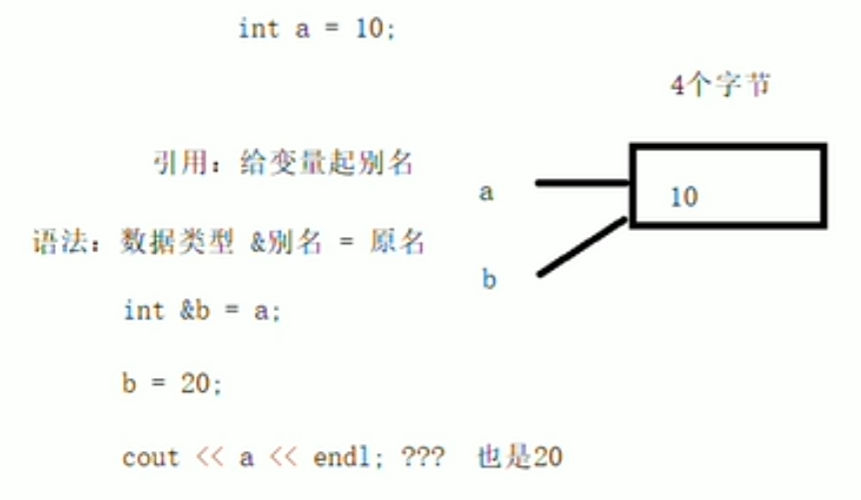 int a = 10;
4个字节
引用：给变量起别名
a
10
语法：数据类型 &别名 = 原名
b
int &b = a;
b = 20;
cout << a << endl; ??? 也是20